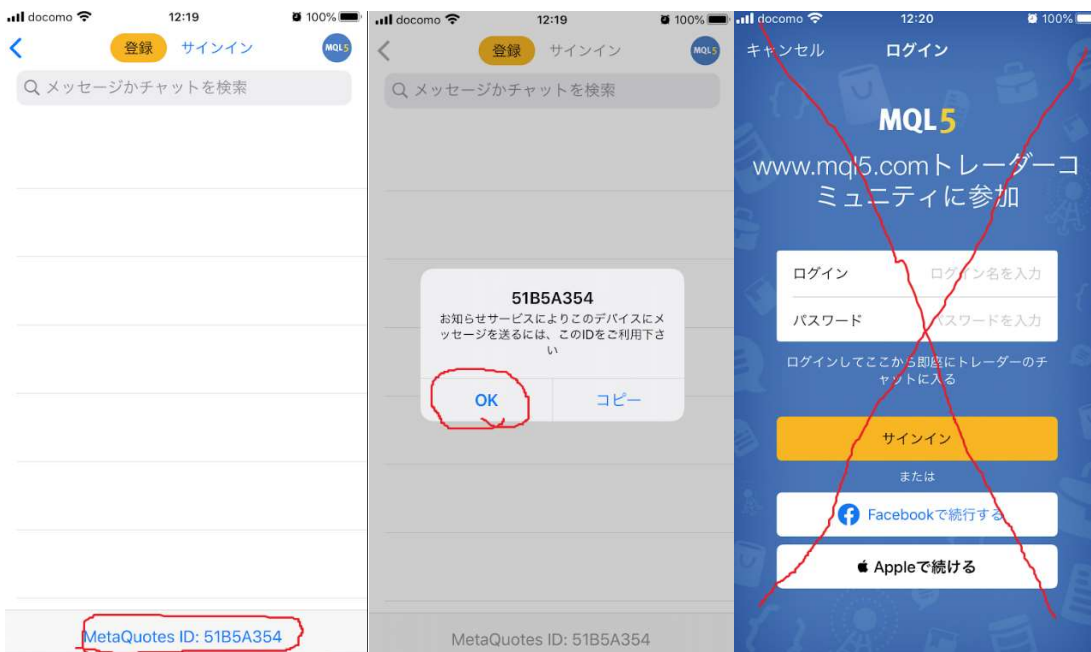 docomo 12:19 100%
登録 サインイン MQL5
メッセージかチャットを検索
MetaQuotes ID: 51B5A354
docomo 12:19 100%
登録 サインイン MQL5
メッセージかチャットを検索
51B5A354
お知らせサービスによりこのデバイスにメ
ッセージを送るには、このIDをご利用下さ
い
OK コピー
MetaQuotes ID: 51B5A354
docomo 12:20 100%
キャンセル ログイン
MQL5
www.mql5.comトレーダーコ
ミュニティに参加
ログイン ログイン名を入力
パスワード パスワードを入力
ログインしてここから即座にトレーダーのチ
ャットに入る
サインイン
または
Facebookで続行する
Appleで続ける